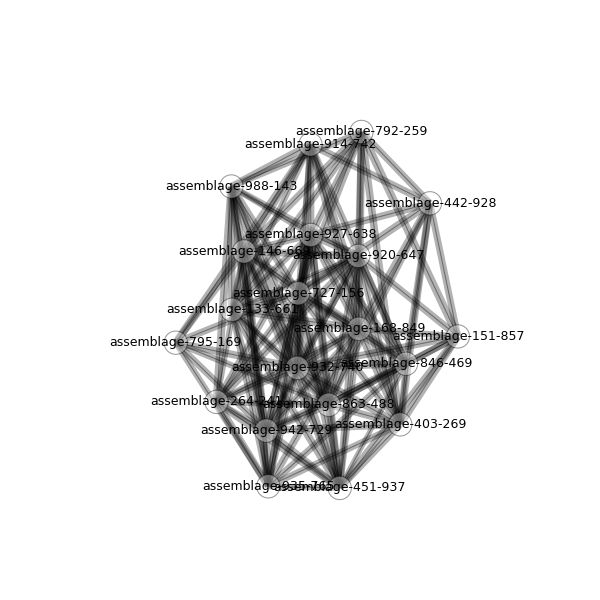 assemblage-792-259
assemblage-914-742
assemblage-988-143
assemblage-442-928
assemblage-927-638
assemblage-146-669
assemblage-920-647
assemblage-727-156
assemblage-133-661
assemblage-168-849
assemblage-151-857
assemblage-795-169
assemblage-846-469
assemblage-932-740
assemblage-264-241
assemblage-863-488
assemblage-403-269
assemblage-942-729
assemblage-935-765
assemblage-451-937